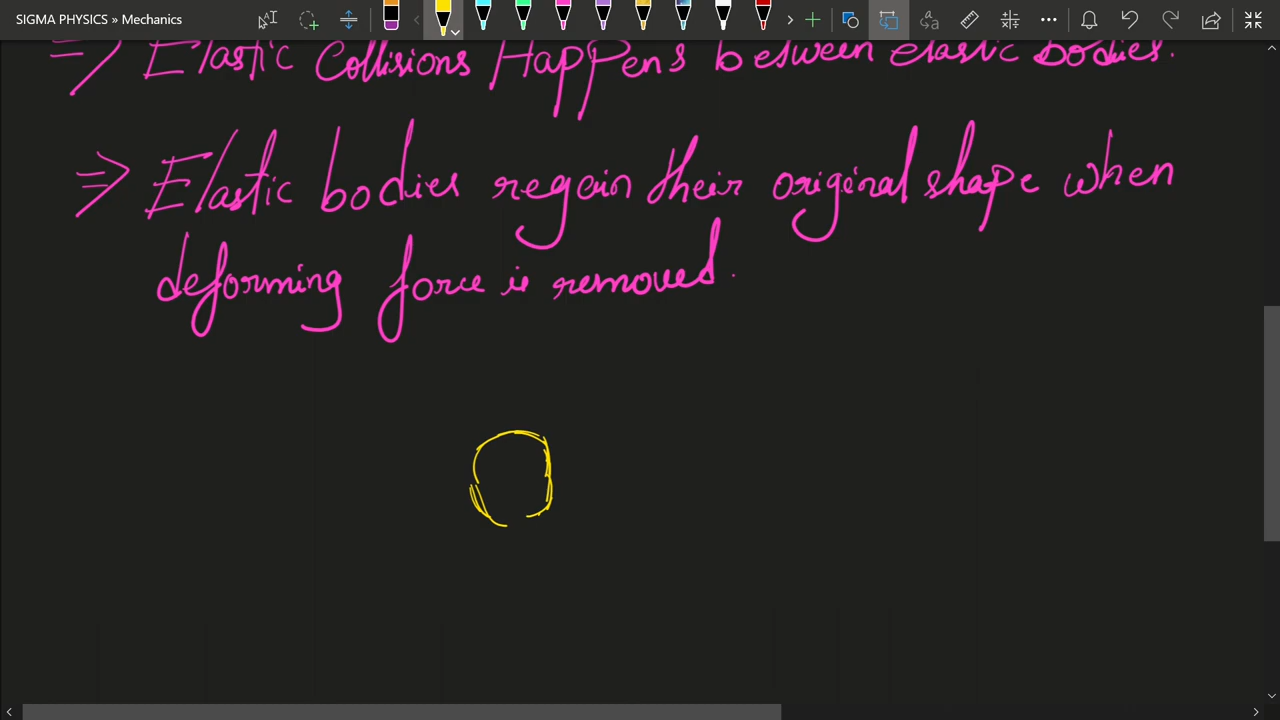 SIGMA PHYSICS » Mechanics
⇒ Elastic Collisions Happens between elastic bodies.
⇒ Elastic bodies regain their original shape when
deforming force is removed.